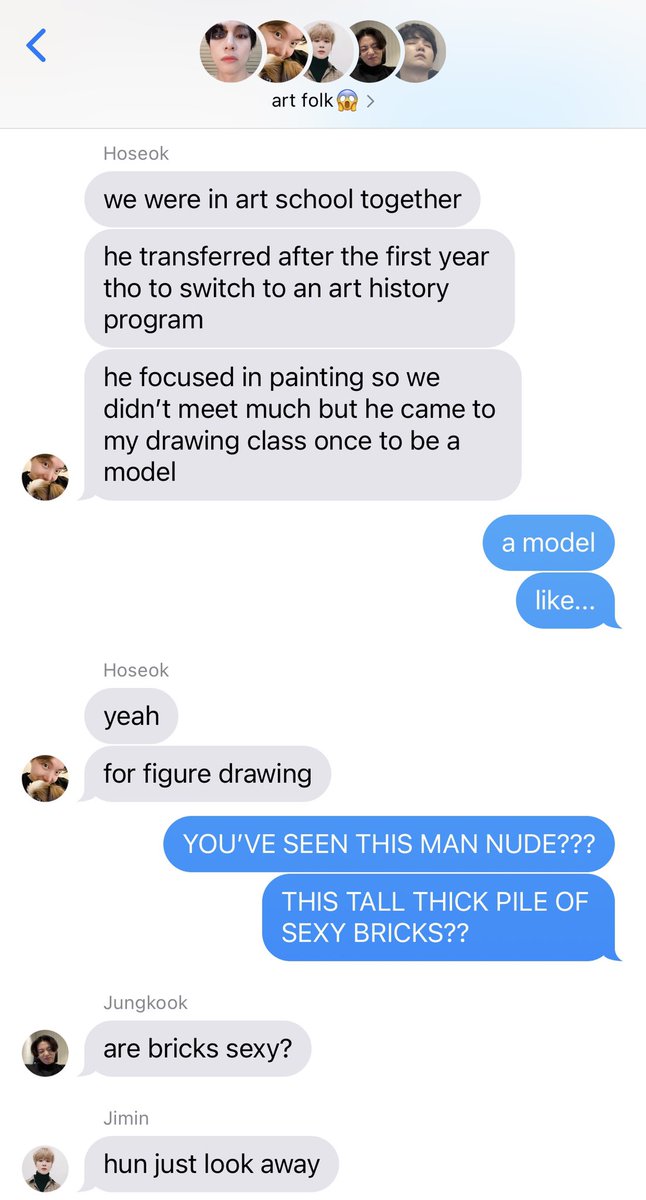 art folk😱 >
Hoseok
we were in art school together
he transferred after the first year
tho to switch to an art history
program
he focused in painting so we
didn’t meet much but he came to
my drawing class once to be a
model
a model
like...
Hoseok
yeah
for figure drawing
YOU’VE SEEN THIS MAN NUDE???
THIS TALL THICK PILE OF
SEXY BRICKS??
Jungkook
are bricks sexy?
Jimin
hun just look away